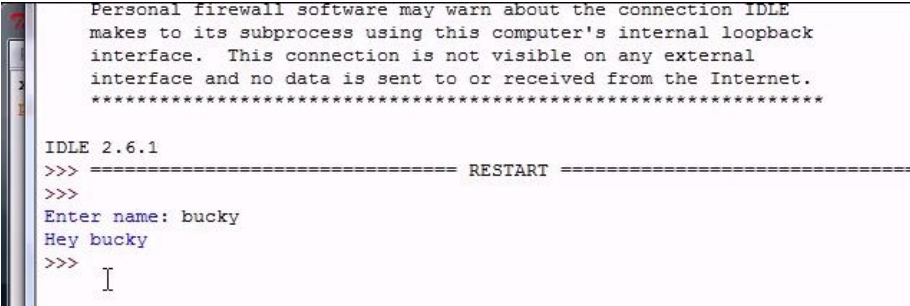 Personal firewall software may warn about the connection IDLE
makes to its subprocess using this computer's internal loopback
interface.  This connection is not visible on any external
interface and no data is sent to or received from the Internet.
****************************************************************
IDLE 2.6.1
>>> ================================ RESTART ================================
>>>
Enter name: bucky
Hey bucky
>>>